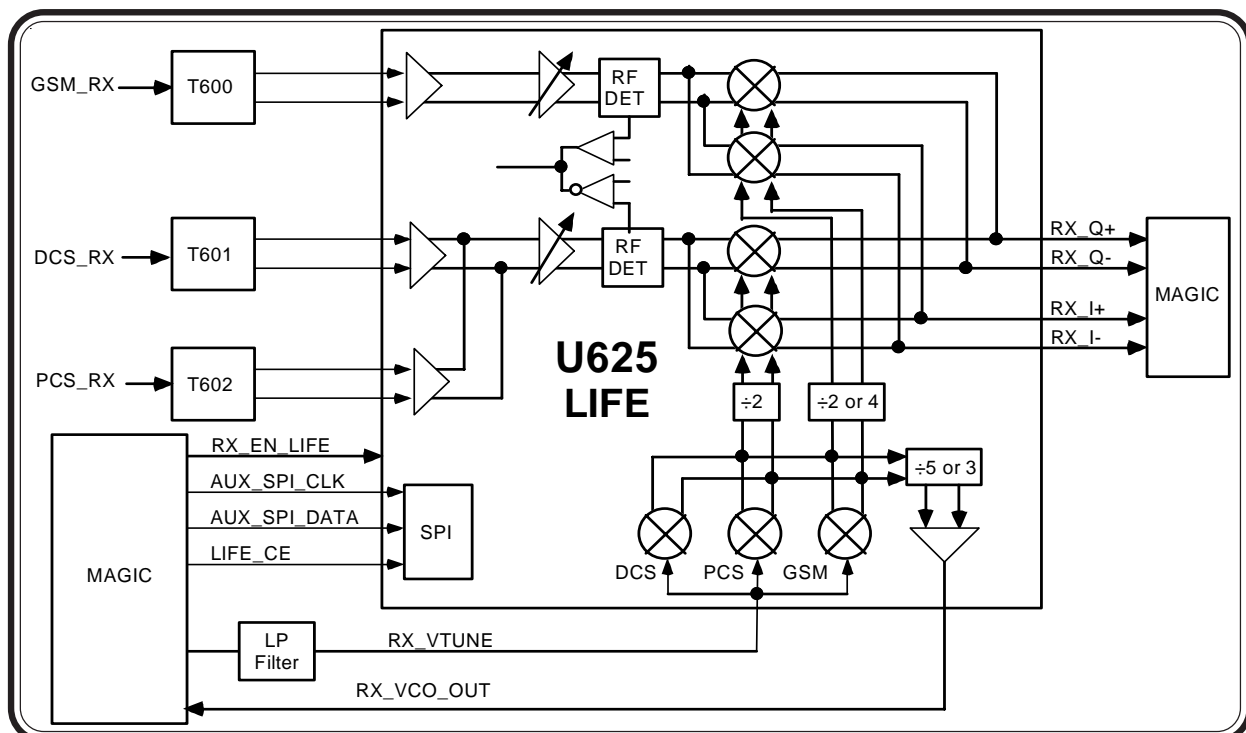 GSM_RX
T600
RF
DET
DCS_RX
T601
RF
DET
RX_Q+
RX_Q-
RX_I+
RX_I-
MAGIC
PCS_RX
T602
U625
LIFE
÷2
÷2 or 4
÷5 or 3
MAGIC
RX_EN_LIFE
AUX_SPI_CLK
AUX_SPI_DATA
LIFE_CE
SPI
DCS
PCS
GSM
LP
Filter
RX_VTUNE
RX_VCO_OUT